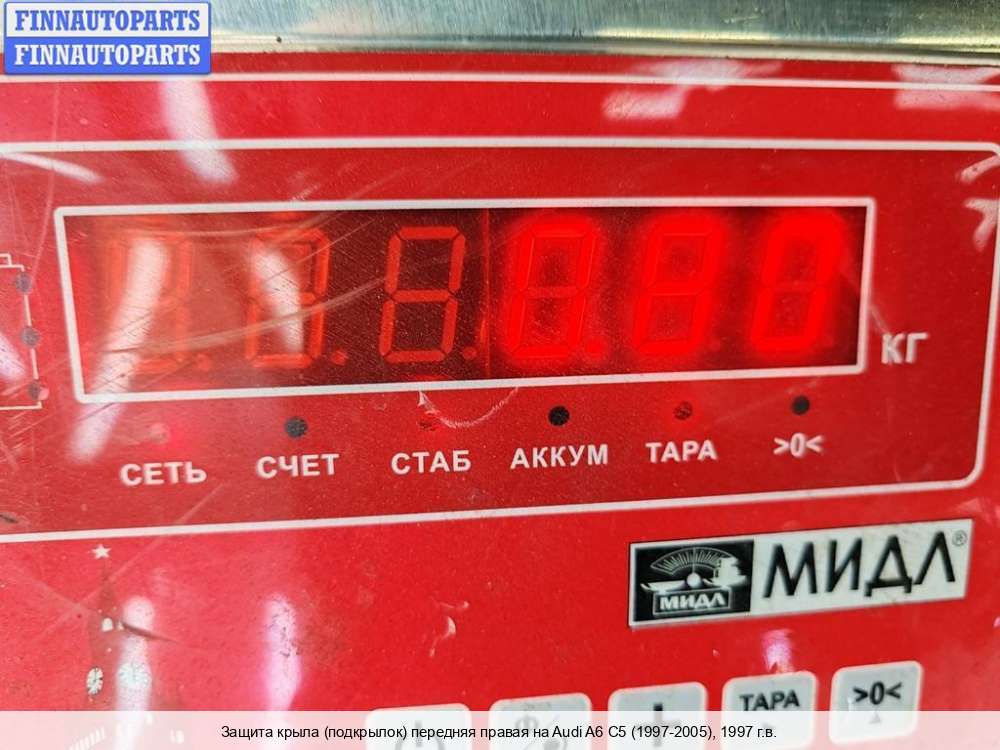 FINNAUTOPARTS
FINNAUTOPARTS
0.80
КГ
СЕТЬ СЧЕТ СТАБ АККУМ ТАРА >0<
МИДЛ МИДЛ®
ТАРА >0<
Защита крыла (подкрылок) передняя правая на Audi A6 C5 (1997-2005), 1997 г.в.